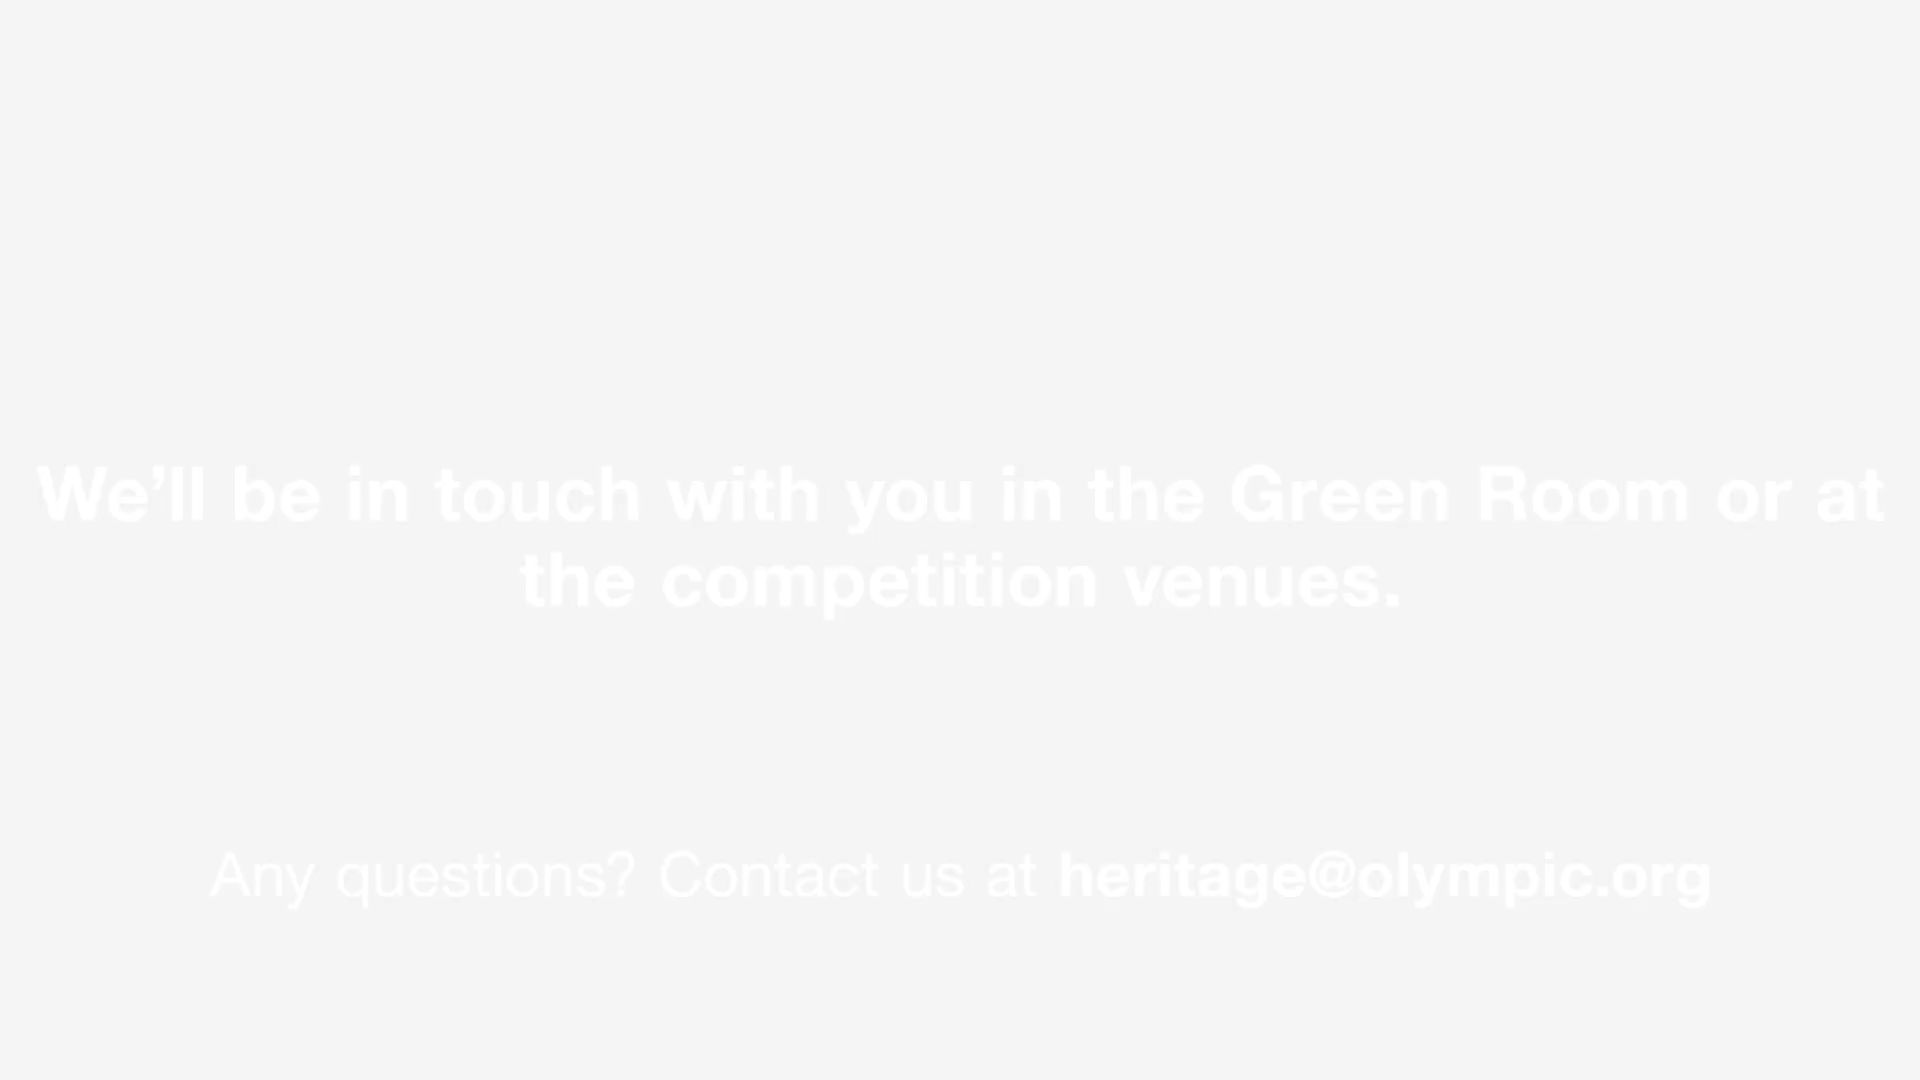 We’ll be in touch with you in the Green Room or at
the competition venues.
Any questions? Contact us at heritage@olympic.org